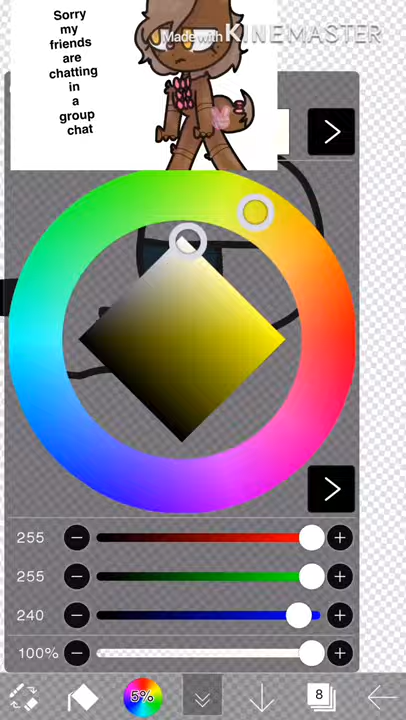 Sorry
my
friends
are
chatting
in
a
group
chat
Made with KINEMASTER
255
255
240
100%
5%
8